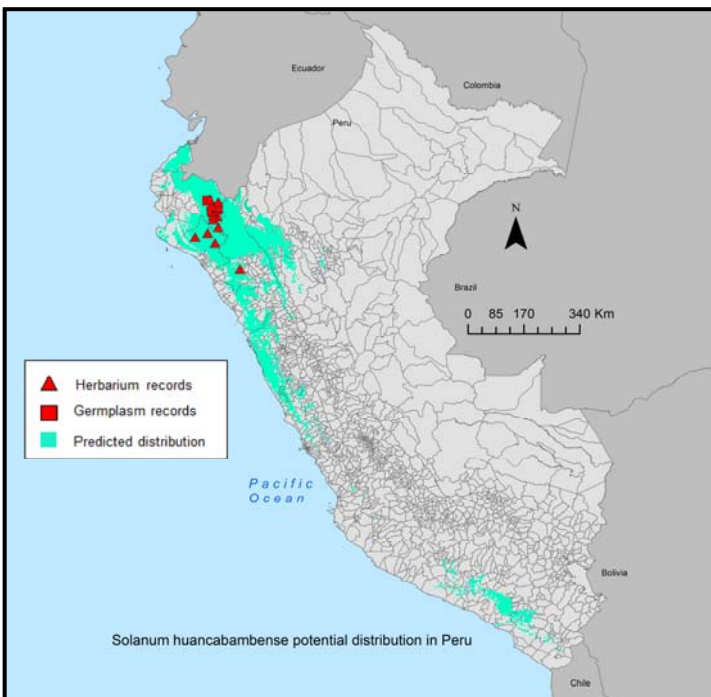 Ecuador
Colombia
Peru
N
Brazil
0 85 170 340 Km
Herbarium records
Germplasm records
Predicted distribution
Pacific
Ocean
Bolivia
Solanum huancabambense potential distribution in Peru
Chile